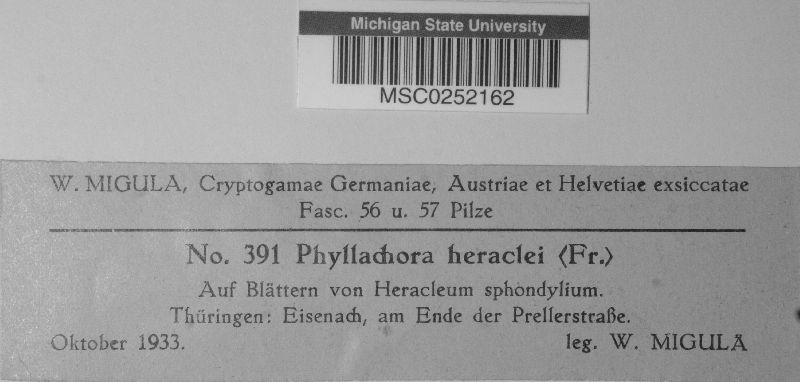 Michigan State University
MSC0252162
W. MIGULA, Cryptogamae Germaniae, Austriae et Helvetiae exsiccatae
Fasc. 56 u. 57 Pilze
No. 391 Phyllachora heraclei (Fr.)
Auf Blättern von Heracleum sphondylium.
Thüringen: Eisenach, am Ende der Prellerstraße.
Oktober 1933.
leg. W. MIGULA